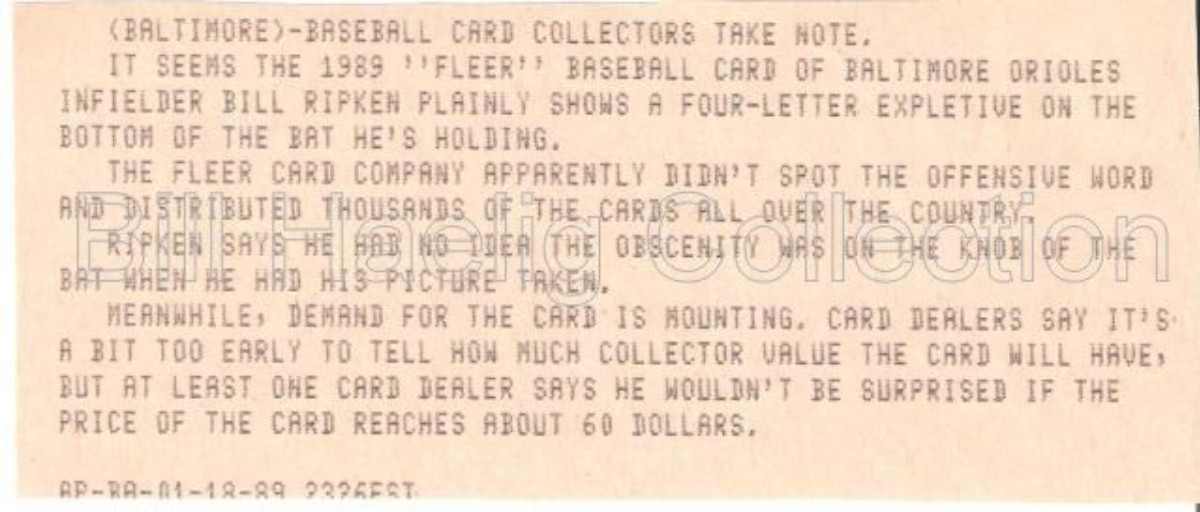 (BALTIMORE)-BASEBALL CARD COLLECTORS TAKE NOTE.
IT SEEMS THE 1989 ''FLEER'' BASEBALL CARD OF BALTIMORE ORIOLES
INFIELDER BILL RIPKEN PLAINLY SHOWS A FOUR-LETTER EXPLETIVE ON THE
BOTTOM OF THE BAT HE'S HOLDING.
THE FLEER CARD COMPANY APPARENTLY DIDN'T SPOT THE OFFENSIVE WORD
AND DISTRIBUTED THOUSANDS OF THE CARDS ALL OVER THE COUNTRY.
Bill Haelig Collection
RIPKEN SAYS HE HAD NO IDEA THE OBSCENITY WAS ON THE KNOB OF THE
BAT WHEN HE HAD HIS PICTURE TAKEN.
MEANWHILE, DEMAND FOR THE CARD IS MOUNTING. CARD DEALERS SAY IT'S
A BIT TOO EARLY TO TELL HOW MUCH COLLECTOR VALUE THE CARD WILL HAVE,
BUT AT LEAST ONE CARD DEALER SAYS HE WOULDN'T BE SURPRISED IF THE
PRICE OF THE CARD REACHES ABOUT 60 DOLLARS.
AP-BA-01-18-89 2326EST